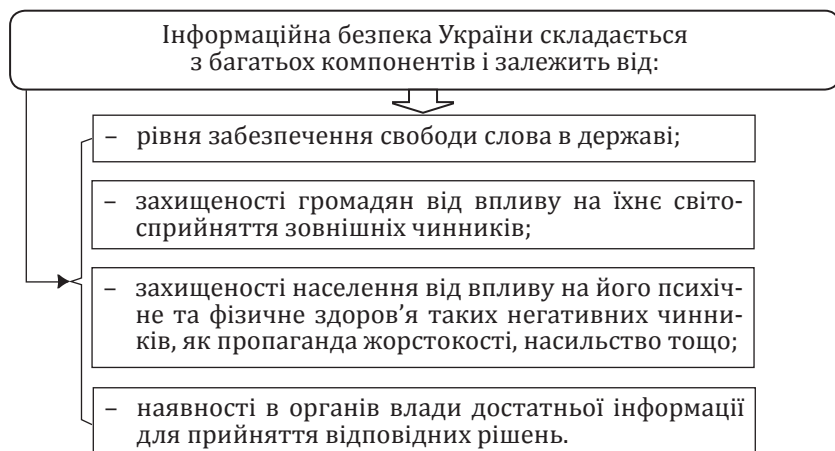 Інформаційна безпека України складається
з багатьох компонентів і залежить від:
– рівня забезпечення свободи слова в державі;
– захищеності громадян від впливу на їхнє світо-
сприйняття зовнішніх чинників;
– захищеності населення від впливу на його психіч-
не та фізичне здоров’я таких негативних чинни-
ків, як пропаганда жорстокості, насильство тощо;
– наявності в органів влади достатньої інформації
для прийняття відповідних рішень.